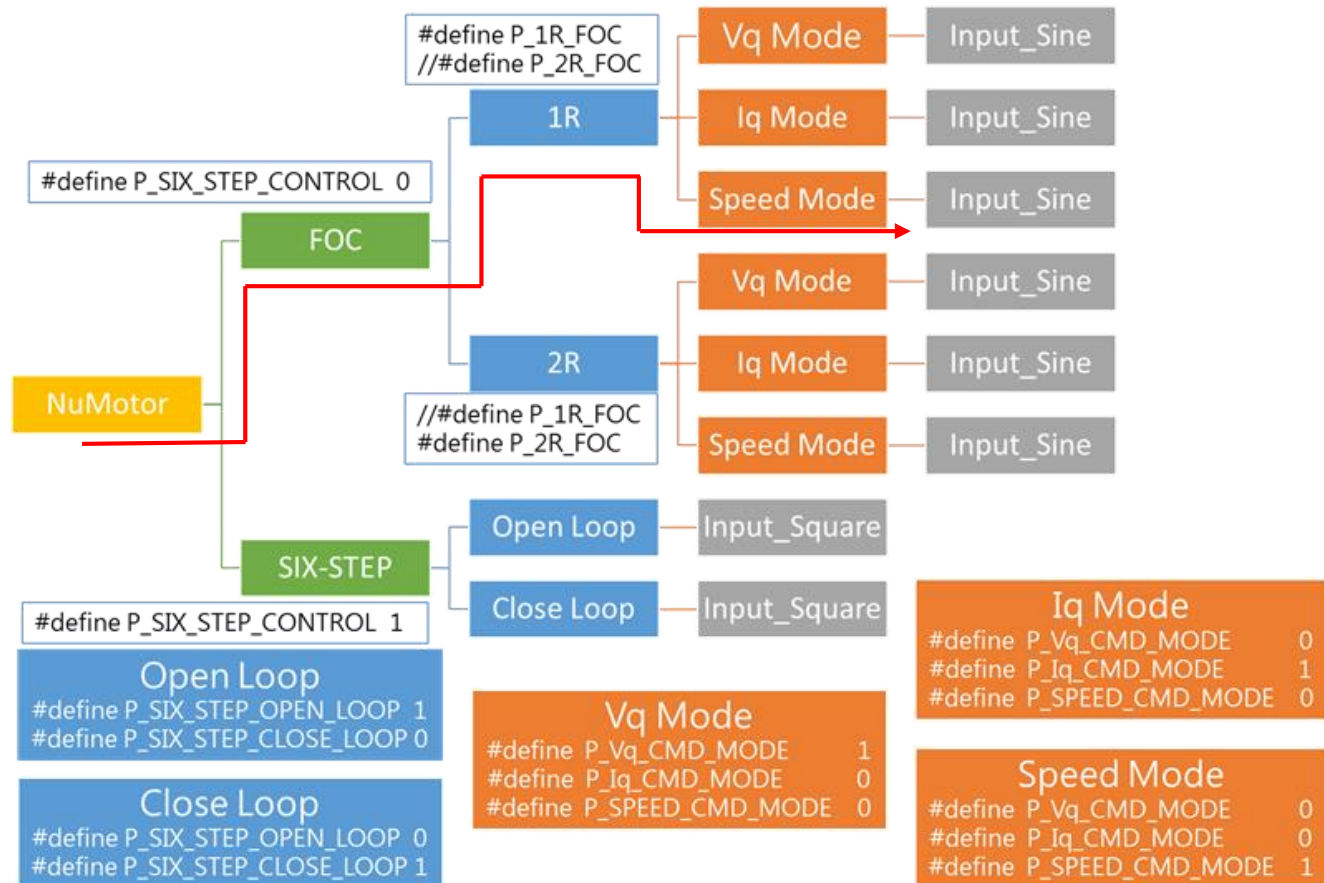 #define P_1R_FOC
//#define P_2R_FOC
Vq Mode
Input_Sine
1R
Iq Mode
Input_Sine
#define P_SIX_STEP_CONTROL 0
Speed Mode
Input_Sine
FOC
Vq Mode
Input_Sine
2R
Iq Mode
Input_Sine
NuMotor
//#define P_1R_FOC
#define P_2R_FOC
Speed Mode
Input_Sine
Open Loop
Input_Square
SIX-STEP
Close Loop
Input_Square
#define P_SIX_STEP_CONTROL 1
Open Loop
#define P_SIX_STEP_OPEN_LOOP 1
#define P_SIX_STEP_CLOSE_LOOP 0
Close Loop
#define P_SIX_STEP_OPEN_LOOP 0
#define P_SIX_STEP_CLOSE_LOOP 1
Vq Mode
#define P_Vq_CMD_MODE 1
#define P_Iq_CMD_MODE 0
#define P_SPEED_CMD_MODE 0
Iq Mode
#define P_Vq_CMD_MODE 0
#define P_Iq_CMD_MODE 1
#define P_SPEED_CMD_MODE 0
Speed Mode
#define P_Vq_CMD_MODE 0
#define P_Iq_CMD_MODE 0
#define P_SPEED_CMD_MODE 1